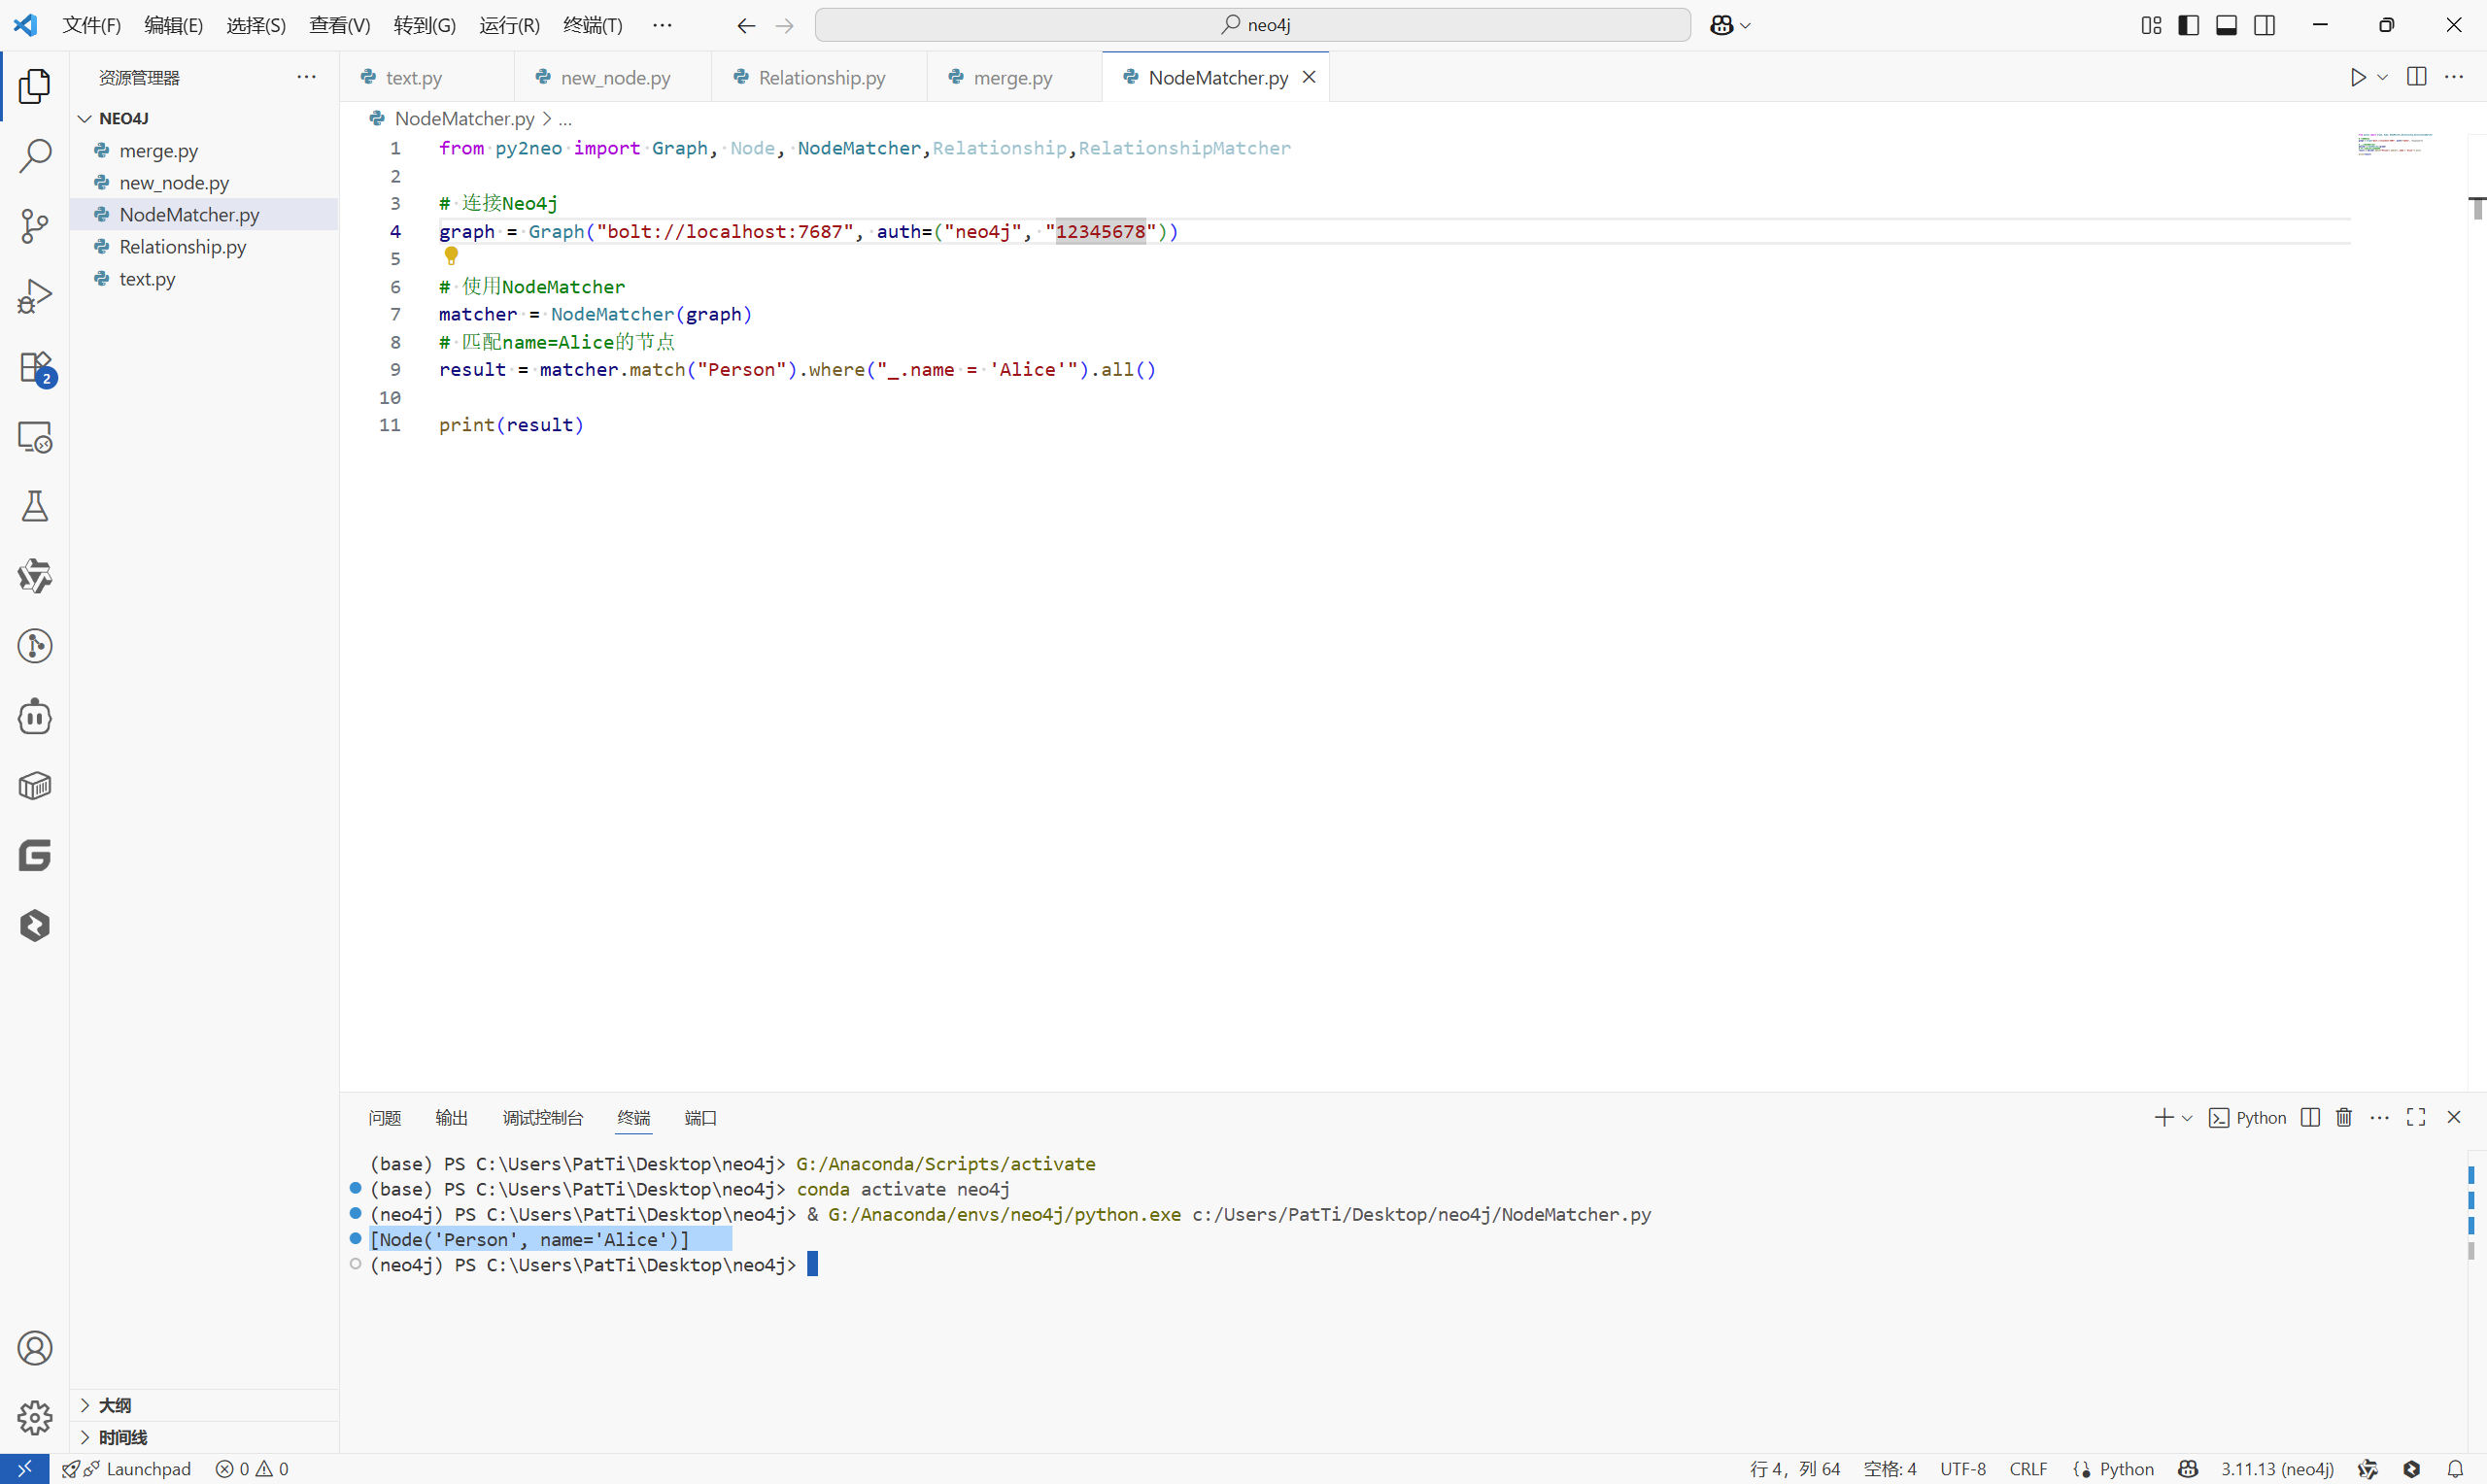 文件(F) 编辑(E) 选择(S) 查看(V) 转到(G) 运行(R) 终端(T) ··· neo4j
资源管理器 ···
text.py new_node.py Relationship.py merge.py NodeMatcher.py
NEO4J
merge.py
new_node.py
NodeMatcher.py
Relationship.py
text.py
2
大纲
时间线
NodeMatcher.py > ...
1 from py2neo import Graph, Node, NodeMatcher,Relationship,RelationshipMatcher
2
3 # 连接Neo4j
4 graph = Graph("bolt://localhost:7687", auth=("neo4j", "12345678"))
5
6 # 使用NodeMatcher
7 matcher = NodeMatcher(graph)
8 # 匹配name=Alice的节点
9 result = matcher.match("Person").where("_.name = 'Alice'").all()
10
11 print(result)
问题 输出 调试控制台 终端 端口 Python
(base) PS C:\Users\PatTi\Desktop\neo4j> G:/Anaconda/Scripts/activate
(base) PS C:\Users\PatTi\Desktop\neo4j> conda activate neo4j
(neo4j) PS C:\Users\PatTi\Desktop\neo4j> & G:/Anaconda/envs/neo4j/python.exe c:/Users/PatTi/Desktop/neo4j/NodeMatcher.py
[Node('Person', name='Alice')]
(neo4j) PS C:\Users\PatTi\Desktop\neo4j>
Launchpad 0 0 行 4，列 64 空格: 4 UTF-8 CRLF Python 3.11.13 (neo4j)